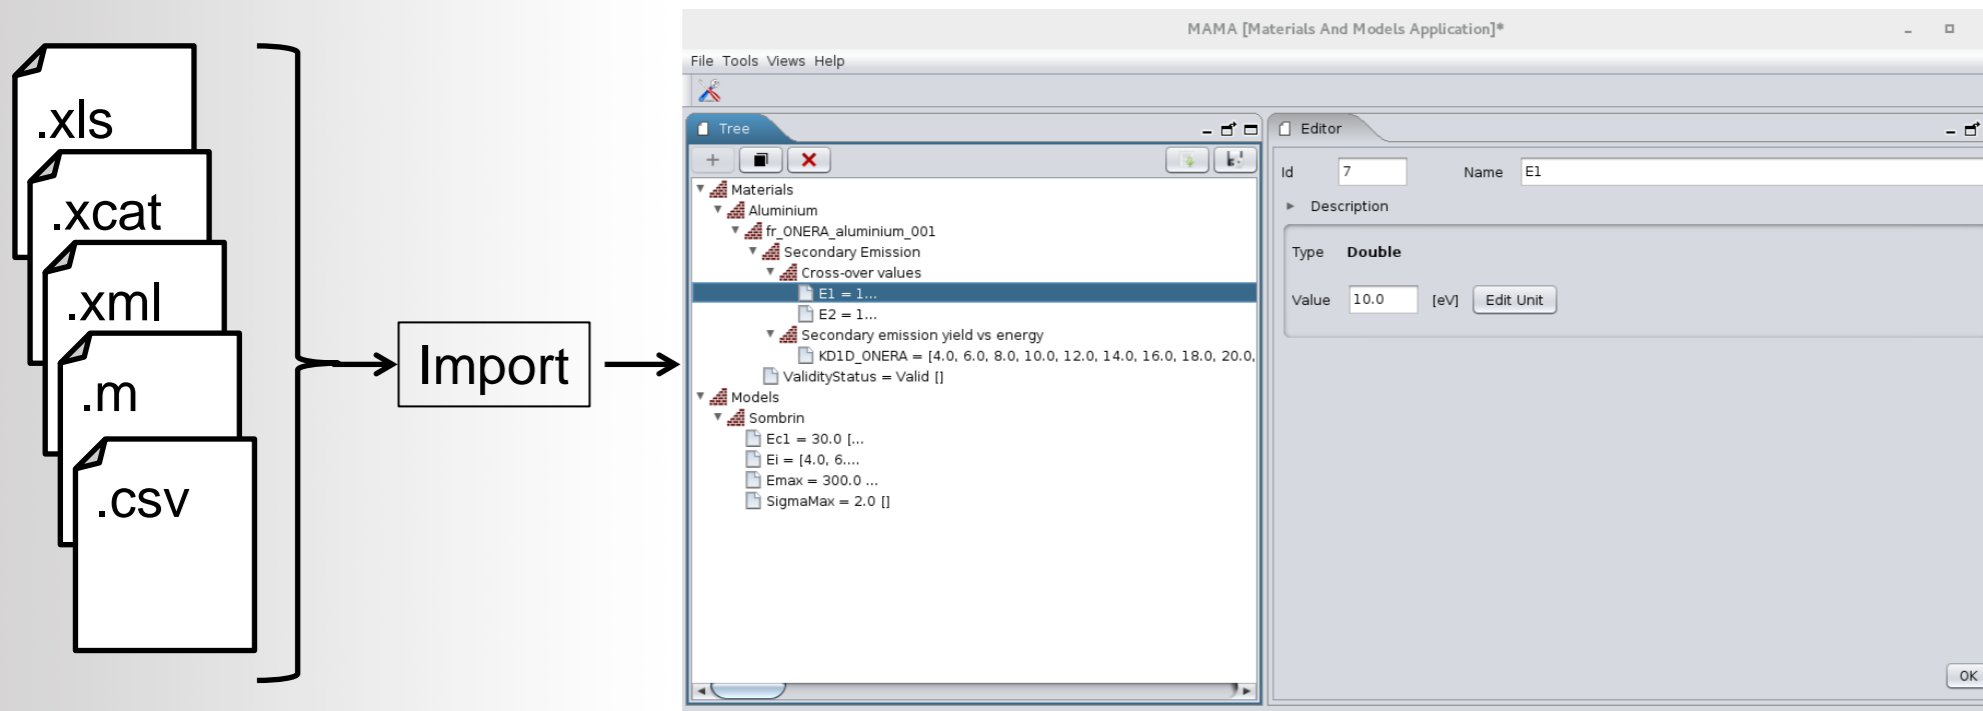 .xls
.xcat
.xml
.m
.csv
Import
MAMA [Materials And Models Application]*
File Tools Views Help
Tree
Materials
Aluminium
fr_ONERA_aluminium_001
Secondary Emission
Cross-over values
E1 = 1...
E2 = 1...
Secondary emission yield vs energy
KD1D_ONERA = [4.0, 6.0, 8.0, 10.0, 12.0, 14.0, 16.0, 18.0, 20.0,
ValidityStatus = Valid []
Models
Sombrin
Ec1 = 30.0 [...
Ei = [4.0, 6....
Emax = 300.0 ...
SigmaMax = 2.0 []
Editor
Id 7 Name E1
Description
Type Double
Value 10.0 [eV] Edit Unit
OK